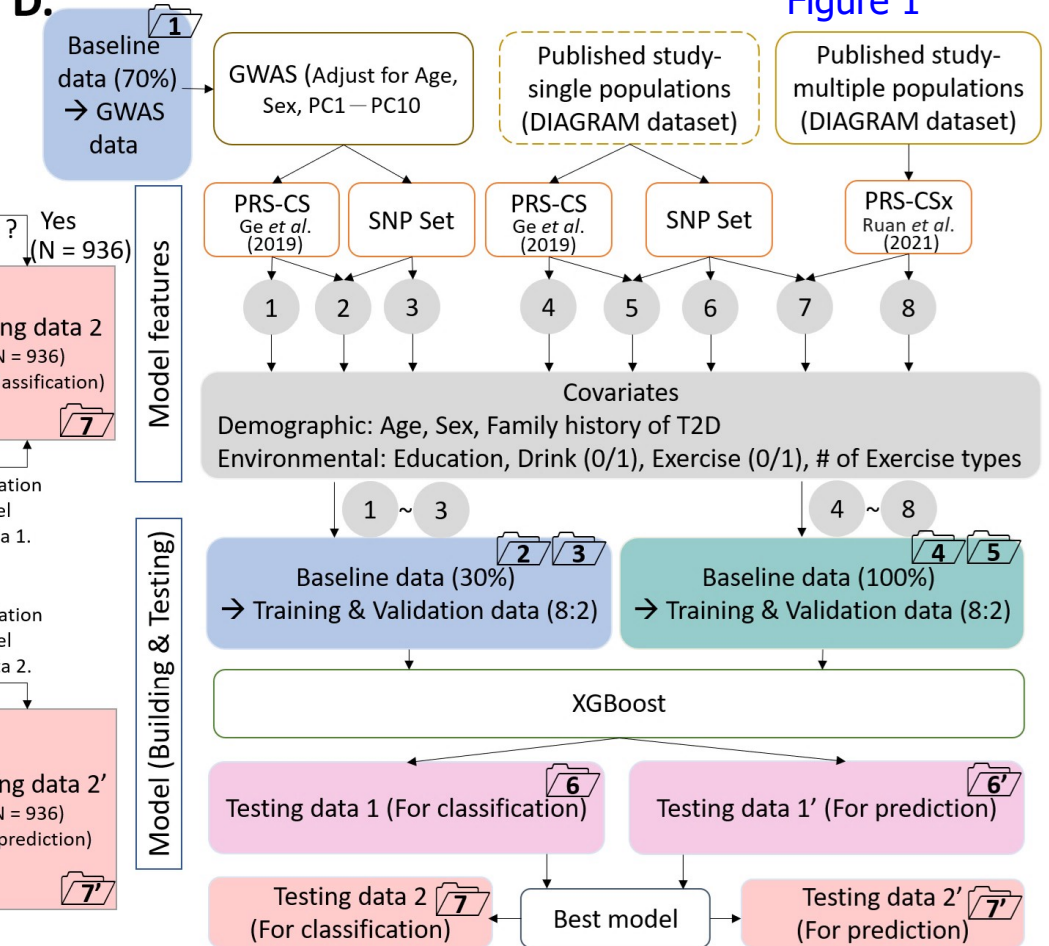 D.
Figure 1
1
Baseline
data (70%)
→ GWAS
data
GWAS (Adjust for Age,
Sex, PC1－PC10
Published study-
single populations
(DIAGRAM dataset)
Published study-
multiple populations
(DIAGRAM dataset)
Model features
PRS-CS
Ge et al.
(2019)
SNP Set
PRS-CS
Ge et al.
(2019)
SNP Set
PRS-CSx
Ruan et al.
(2021)
1
2
3
4
5
6
7
8
Covariates
Demographic: Age, Sex, Family history of T2D
Environmental: Education, Drink (0/1), Exercise (0/1), # of Exercise types
? Yes
(N = 936)
ng data 2
N = 936)
assification)
7
ation
el
a 1.
ation
el
a 2.
ng data 2’
N = 936)
prediction)
7’
Model (Building & Testing)
1 ~ 3
4 ~ 8
2 3
Baseline data (30%)
→ Training & Validation data (8:2)
4 5
Baseline data (100%)
→ Training & Validation data (8:2)
XGBoost
6
Testing data 1 (For classification)
6’
Testing data 1’ (For prediction)
Testing data 2
(For classification)
7
Best model
Testing data 2’
(For prediction)
7’